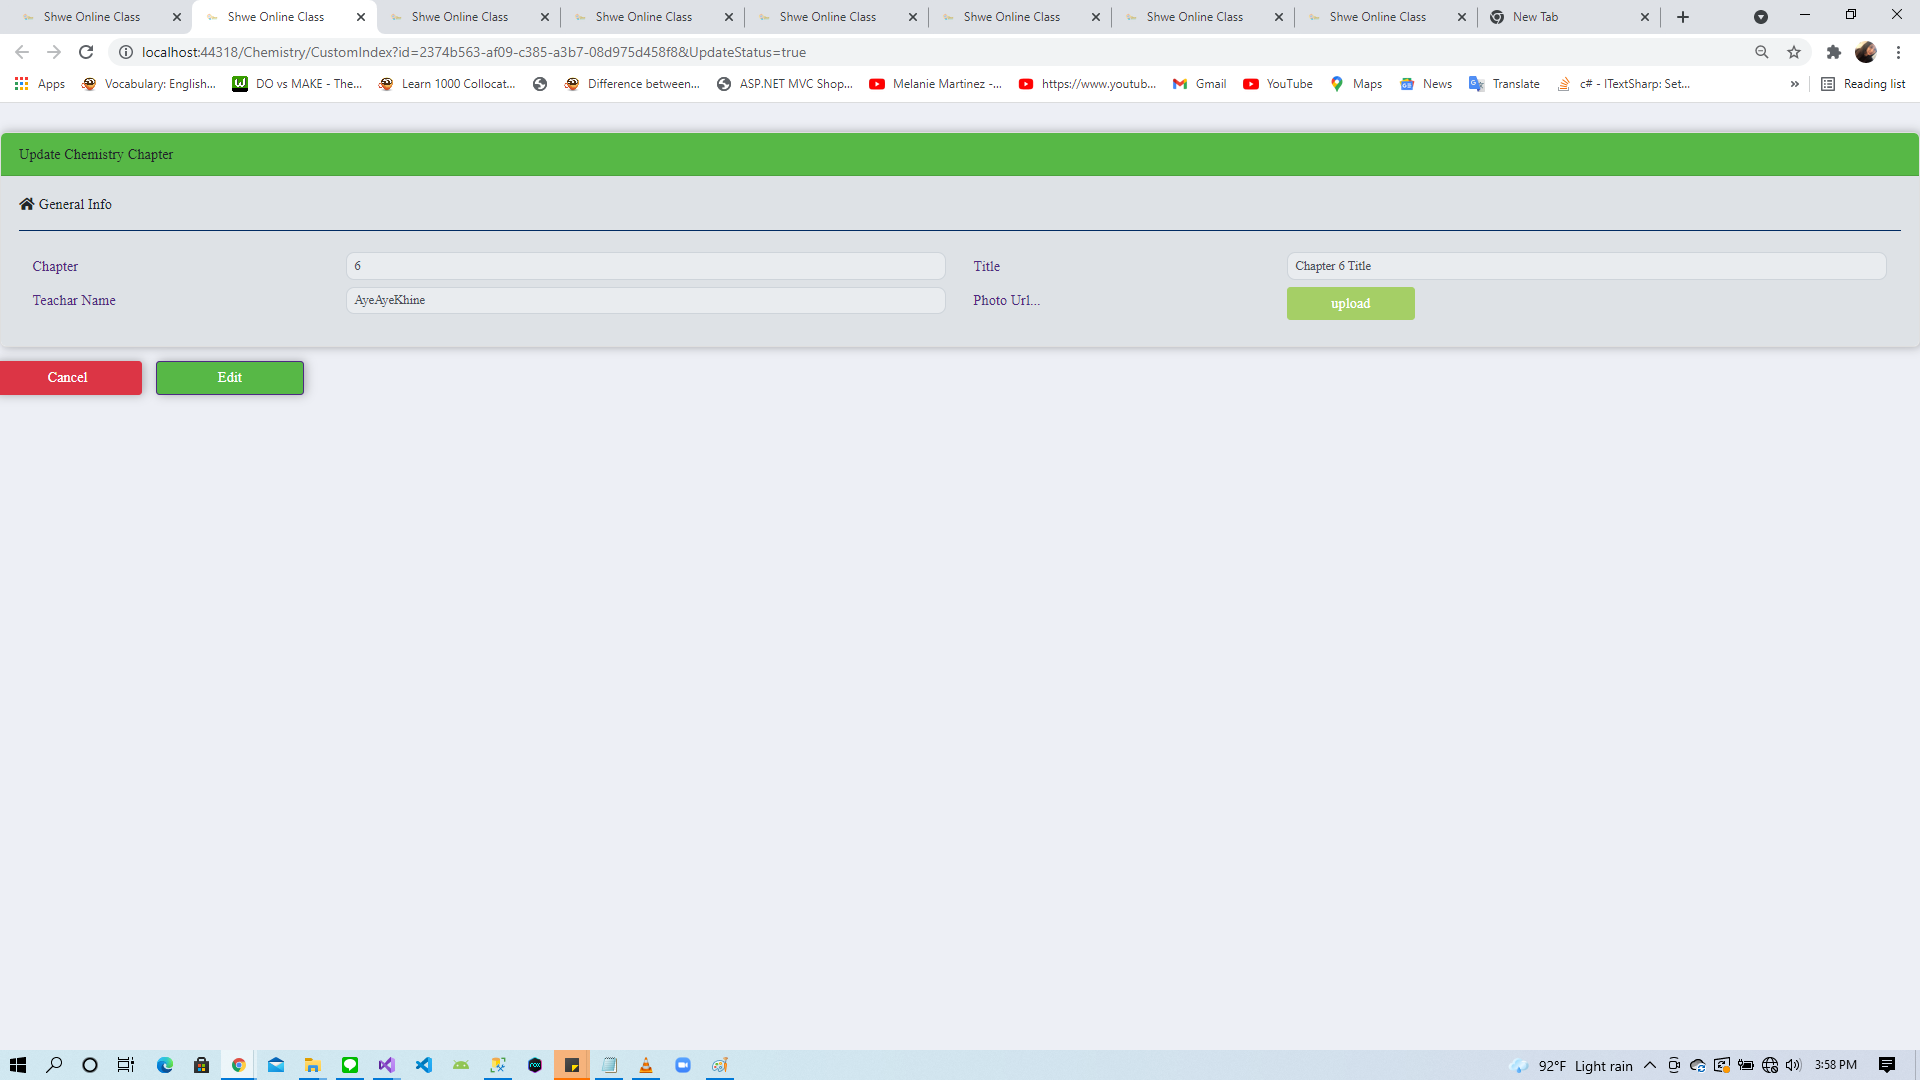 Shwe Online Class Shwe Online Class Shwe Online Class Shwe Online Class Shwe Online Class Shwe Online Class Shwe Online Class Shwe Online Class New Tab
localhost:44318/Chemistry/CustomIndex?id=2374b563-af09-c385-a3b7-08d975d458f8&UpdateStatus=true
Apps Vocabulary: English... DO vs MAKE - The... Learn 1000 Collocat... Difference between... ASP.NET MVC Shop... Melanie Martinez -... https://www.youtub... Gmail YouTube Maps News Translate c# - ITextSharp: Set... » Reading list
Update Chemistry Chapter
General Info
Chapter 6 Title Chapter 6 Title
Teachar Name AyeAyeKhine Photo Url... upload
Cancel Edit
92°F Light rain 3:58 PM